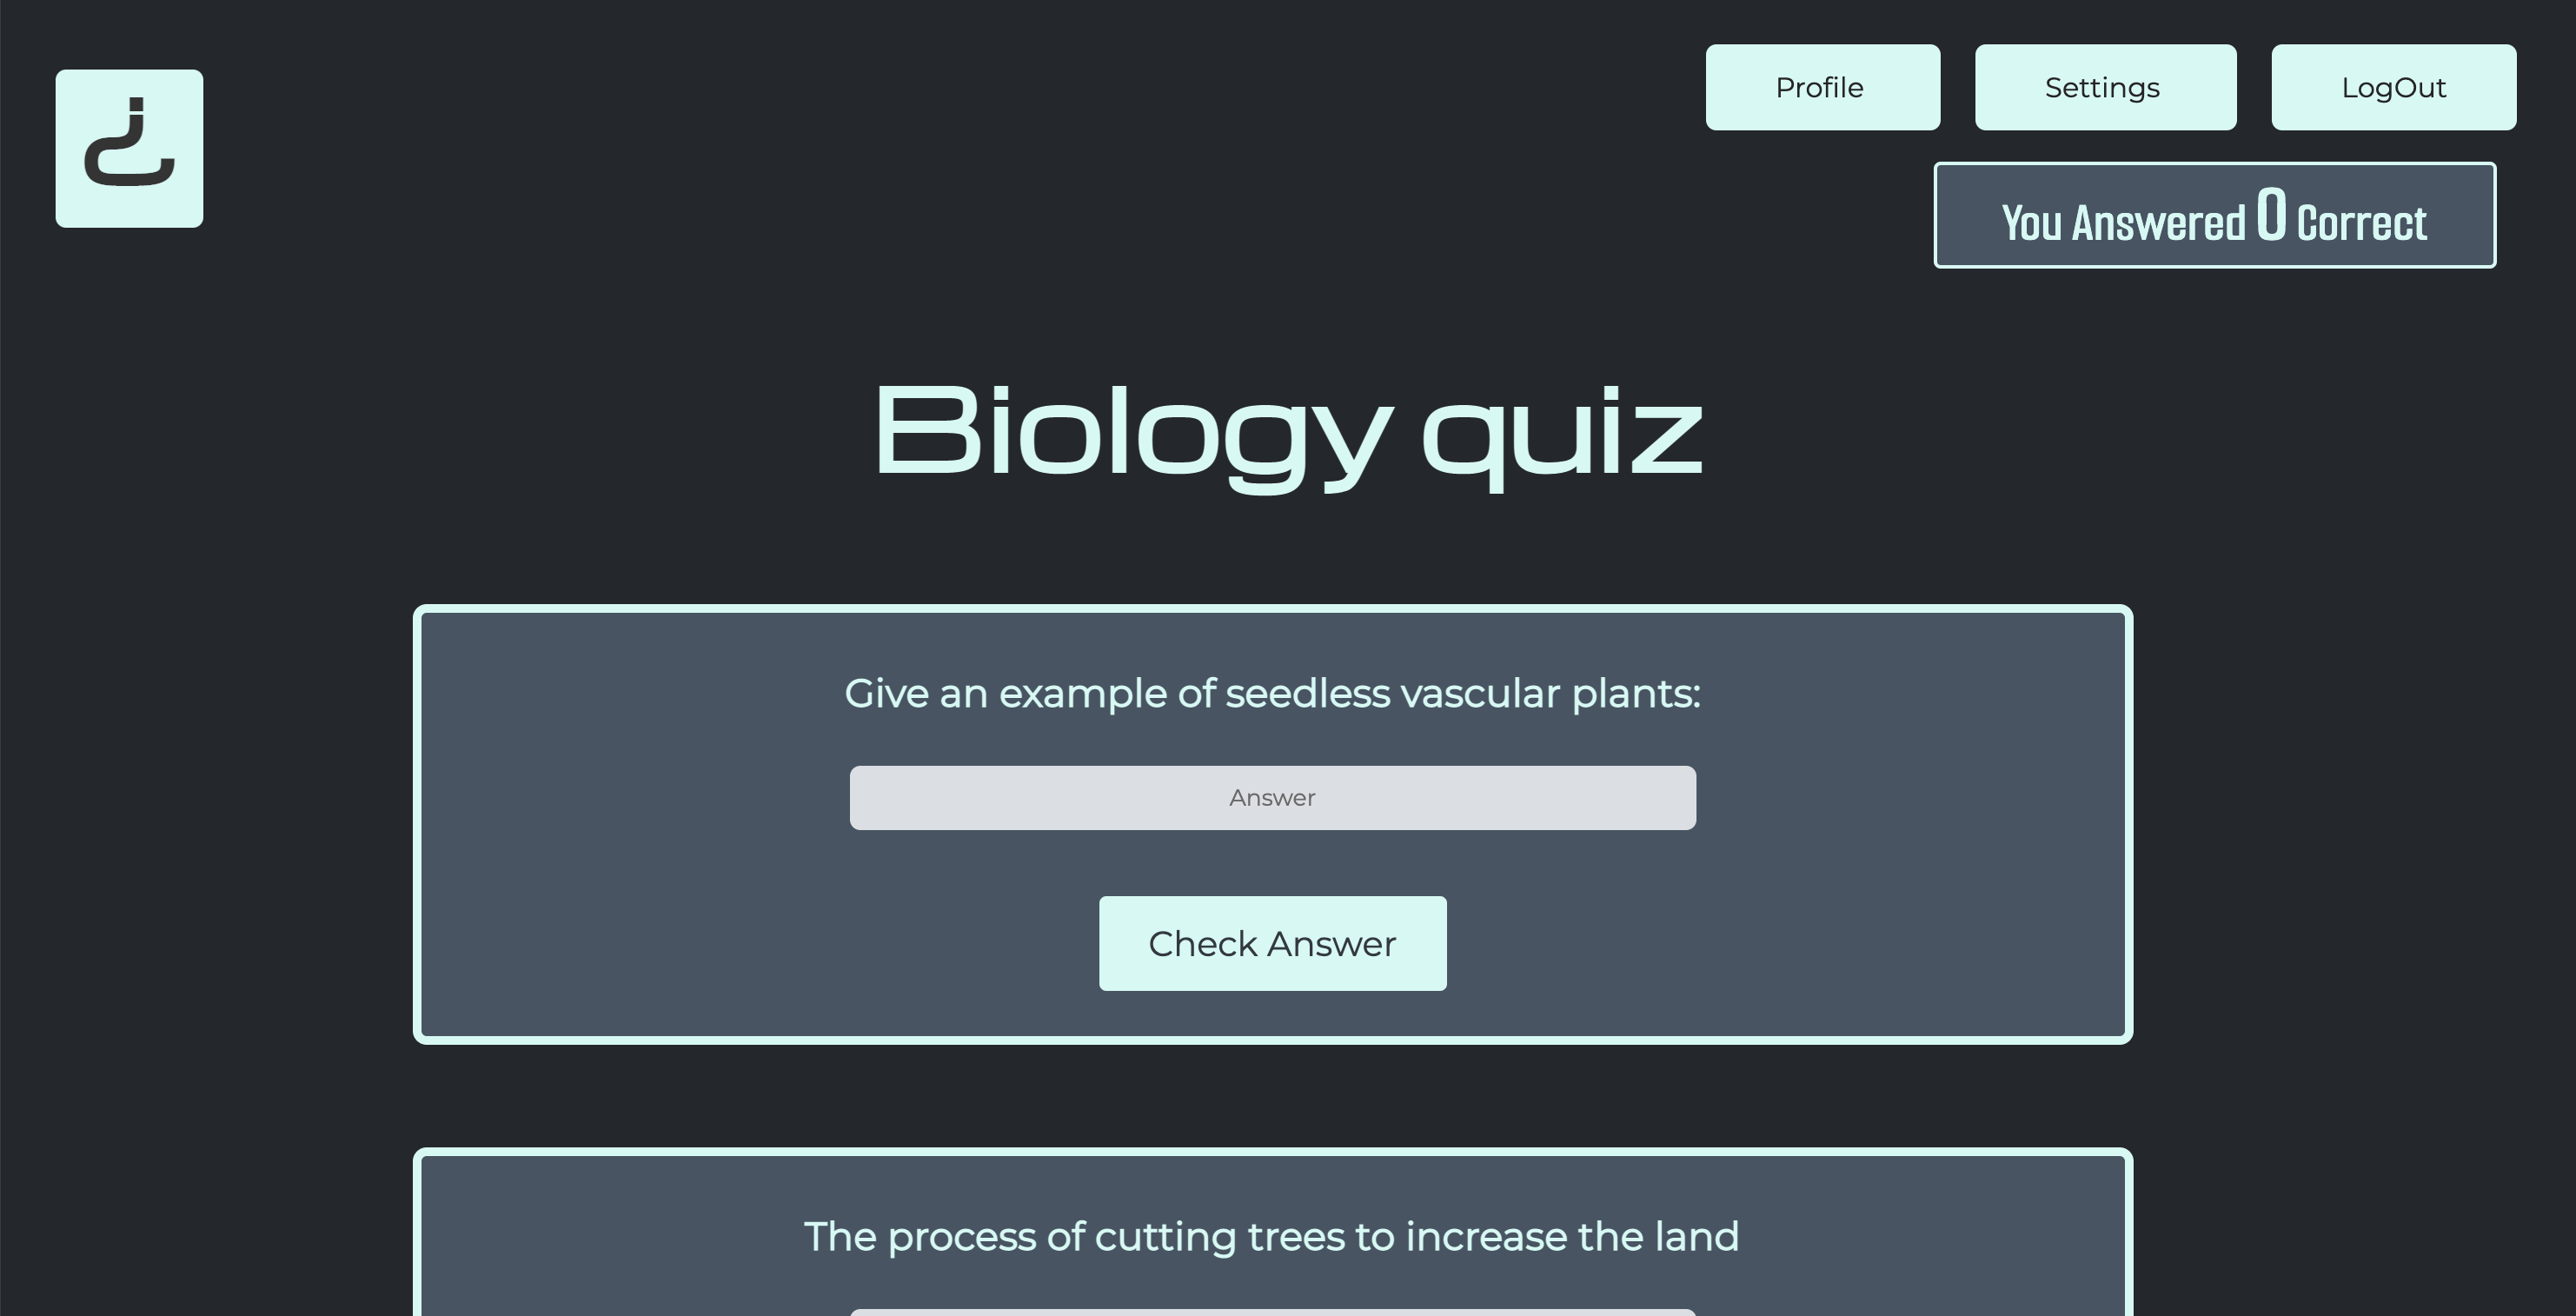 ¿
Profile
Settings
LogOut
You Answered 0 Correct
Biology quiz
Give an example of seedless vascular plants:
Answer
Check Answer
The process of cutting trees to increase the land